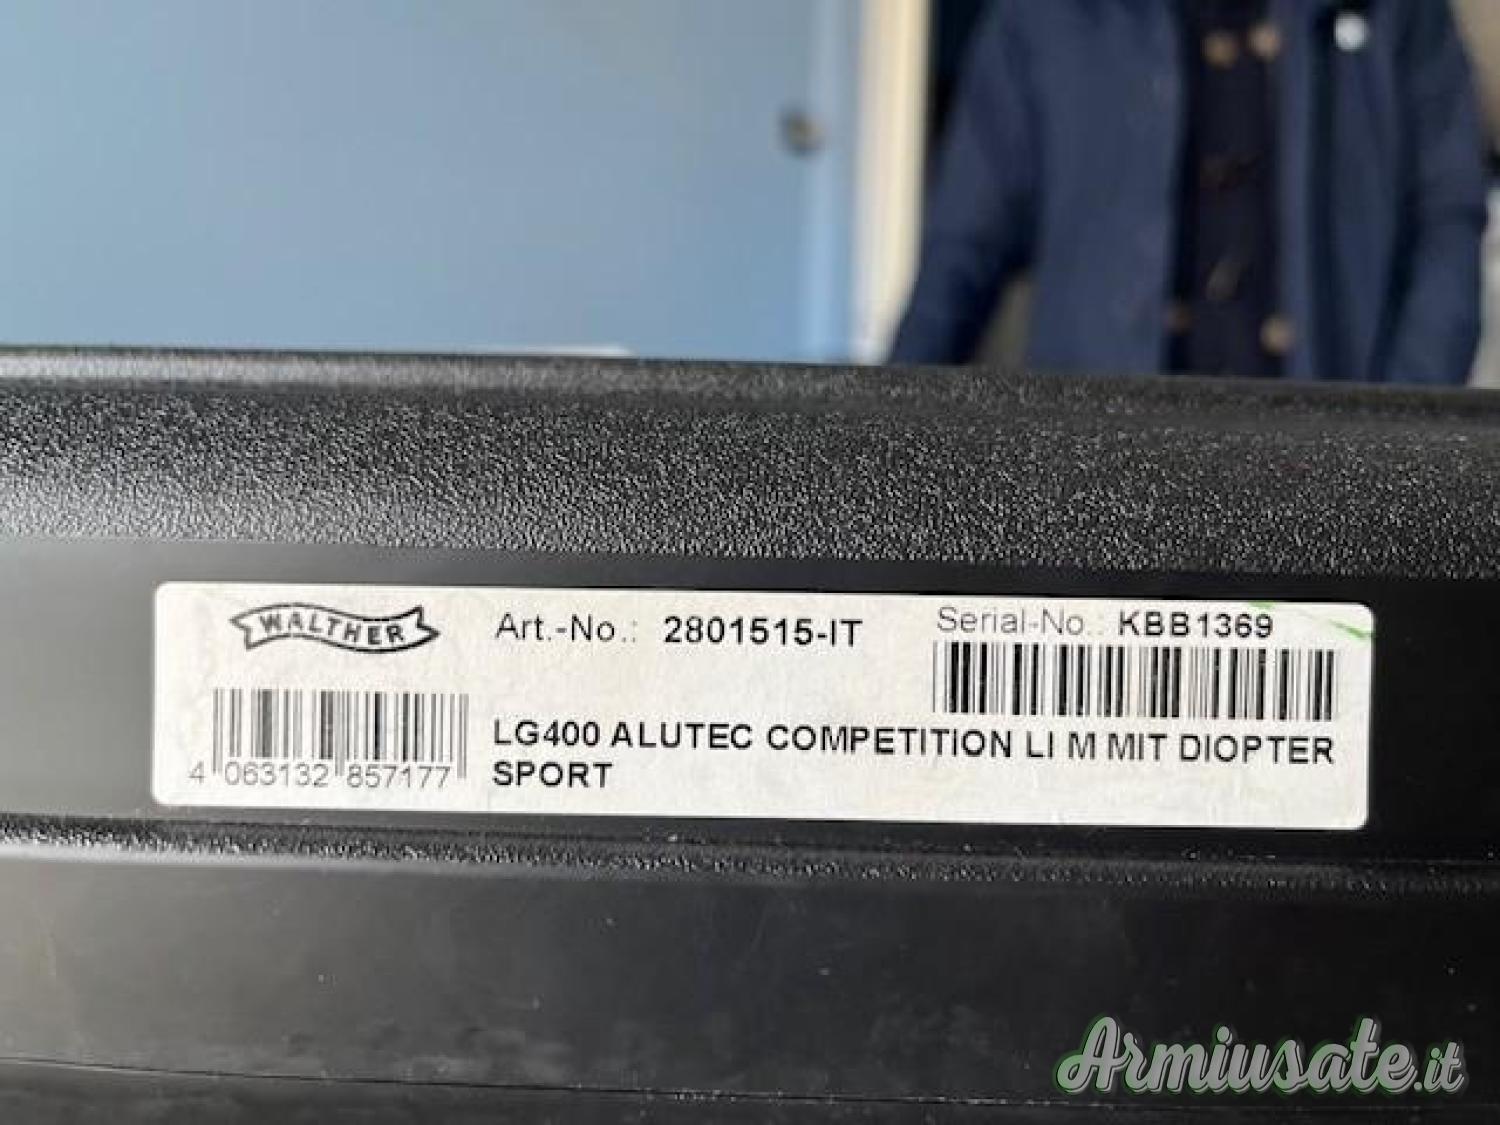 WALTHER
Art.-No.: 2801515-IT
Serial-No.: KBB1369
LG400 ALUTEC COMPETITION LI M MIT DIOPTER
SPORT
4 063132 857177
Armiusate.it